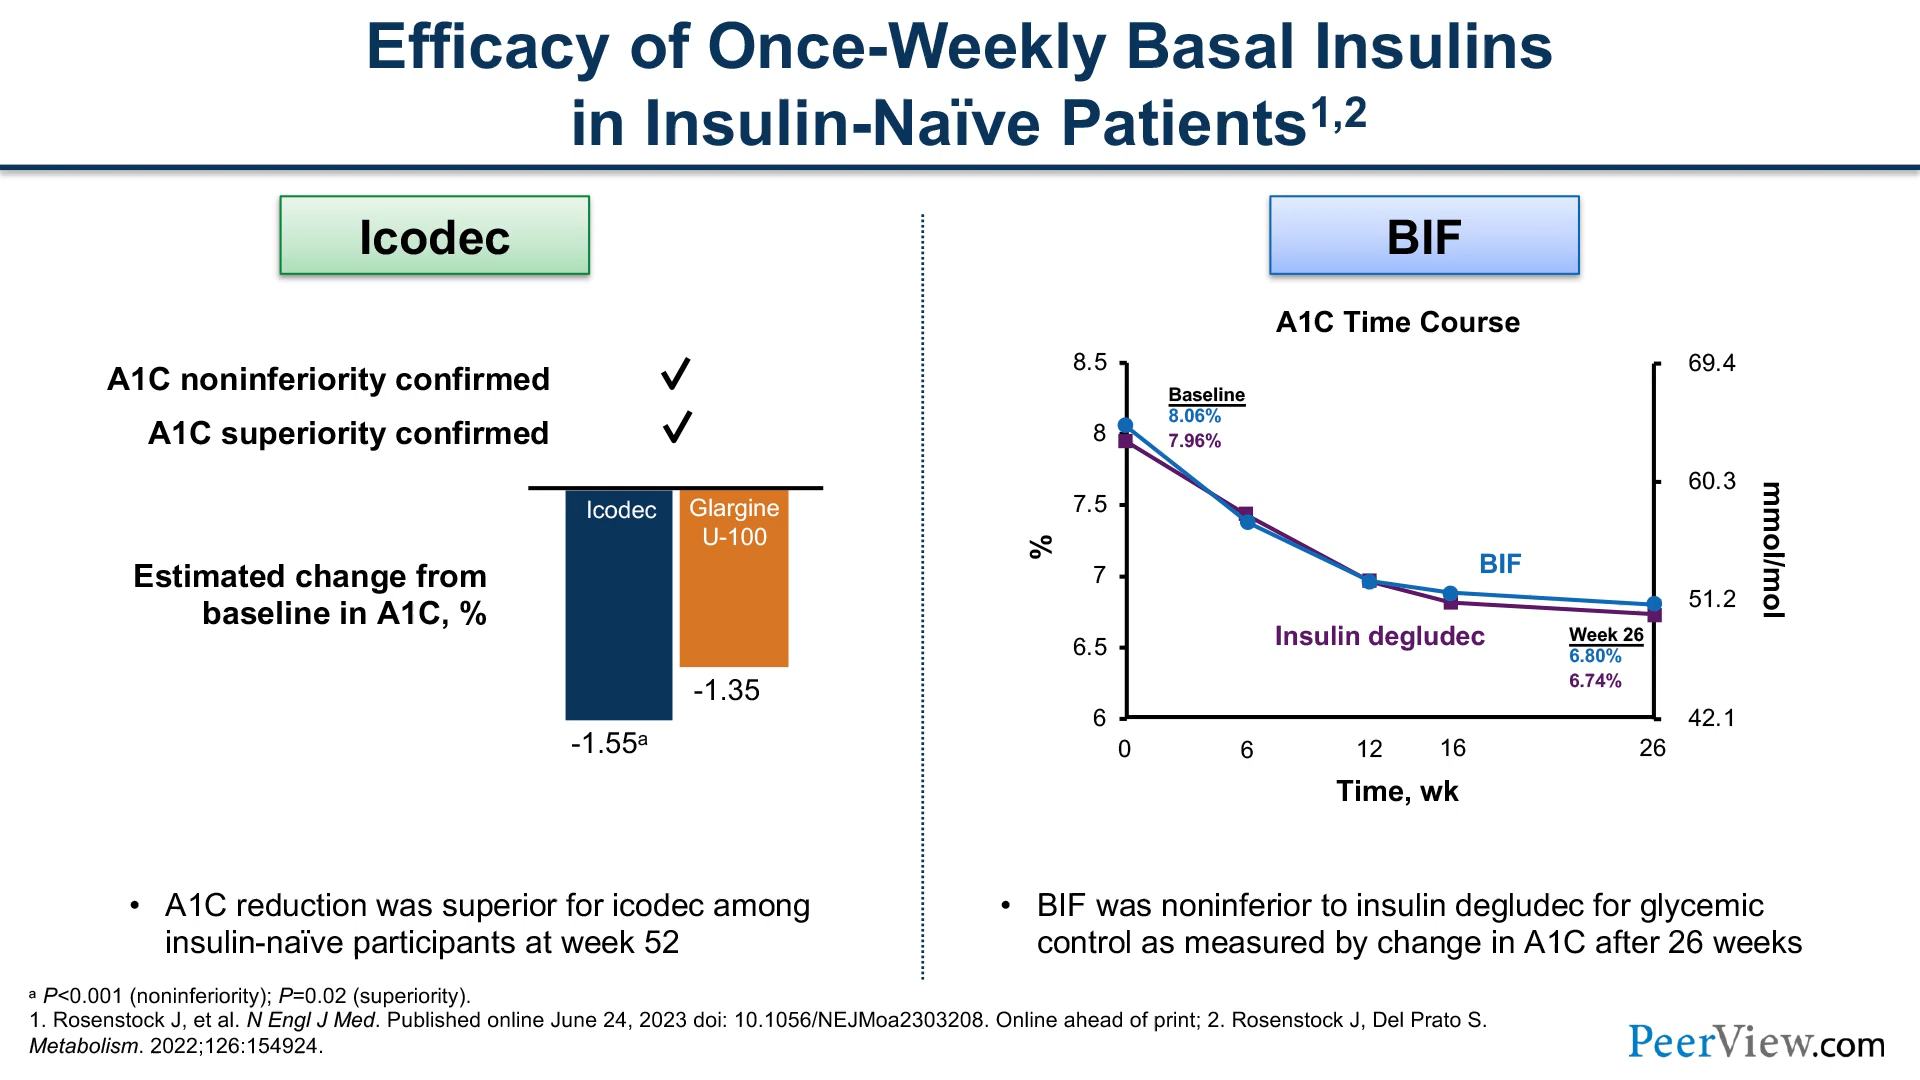 Efficacy of Once-Weekly Basal Insulins
in Insulin-Naïve Patients1,2
Icodec
A1C noninferiority confirmed ✓
A1C superiority confirmed ✓
Estimated change from
baseline in A1C, %
Icodec
Glargine
U-100
-1.35
-1.55a
• A1C reduction was superior for icodec among
insulin-naïve participants at week 52
BIF
A1C Time Course
8.5
8
7.5
7
6.5
6
%
Baseline
8.06%
7.96%
BIF
Insulin degludec
Week 26
6.80%
6.74%
69.4
60.3
51.2
42.1
mmol/mol
0 6 12 16 26
Time, wk
• BIF was noninferior to insulin degludec for glycemic
control as measured by change in A1C after 26 weeks
a P<0.001 (noninferiority); P=0.02 (superiority).
1. Rosenstock J, et al. N Engl J Med. Published online June 24, 2023 doi: 10.1056/NEJMoa2303208. Online ahead of print; 2. Rosenstock J, Del Prato S.
Metabolism. 2022;126:154924.
PeerView.com